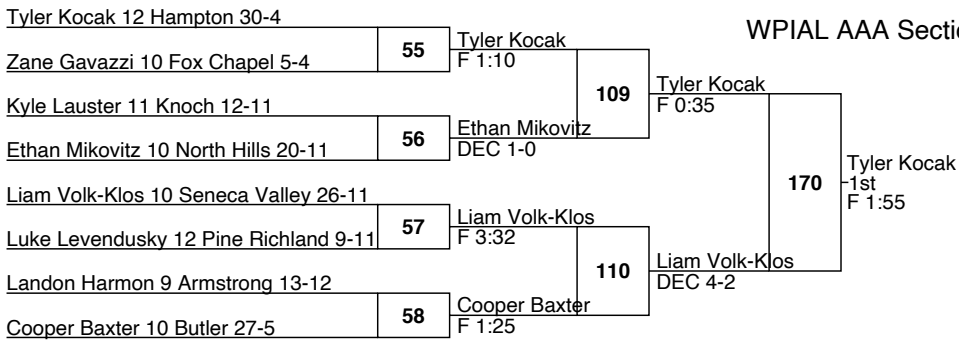 Tyler Kocak 12 Hampton 30-4
WPIAL AAA Sectio
55
Tyler Kocak
F 1:10
Zane Gavazzi 10 Fox Chapel 5-4
109
Tyler Kocak
F 0:35
Kyle Lauster 11 Knoch 12-11
56
Ethan Mikovitz
DEC 1-0
Ethan Mikovitz 10 North Hills 20-11
170
Tyler Kocak
1st
F 1:55
Liam Volk-Klos 10 Seneca Valley 26-11
57
Liam Volk-Klos
F 3:32
Luke Levendusky 12 Pine Richland 9-11
110
Liam Volk-Klos
DEC 4-2
Landon Harmon 9 Armstrong 13-12
58
Cooper Baxter
F 1:25
Cooper Baxter 10 Butler 27-5